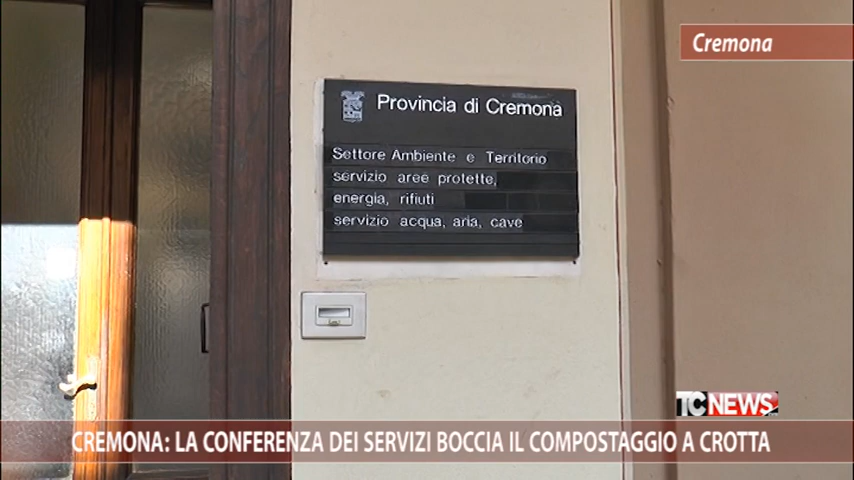 Cremona
Provincia di Cremona
Settore Ambiente e Territorio
servizio aree protette,
energia, rifiuti
servizio acqua, aria, cave
TCNEWS
CREMONA: LA CONFERENZA DEI SERVIZI BOCCIA IL COMPOSTAGGIO A CROTTA